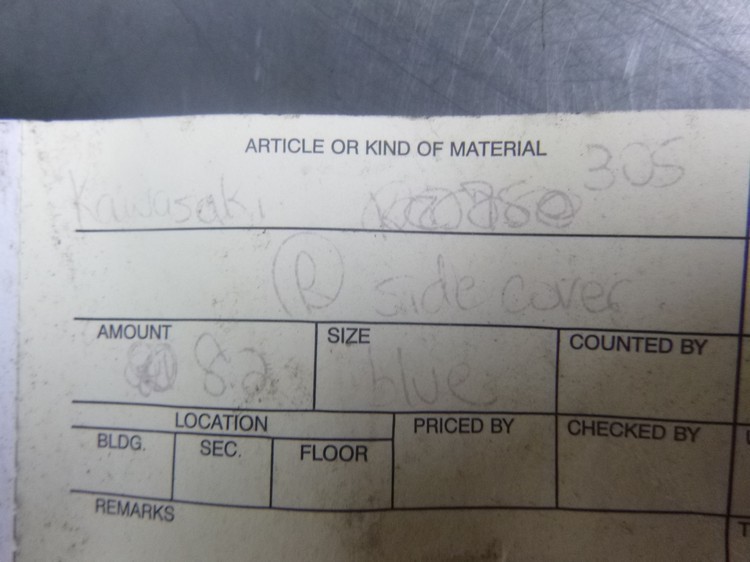 ARTICLE OR KIND OF MATERIAL
305
Kawasaki
R side cover
AMOUNT
82
SIZE
blue
COUNTED BY
LOCATION
BLDG.
SEC.
FLOOR
PRICED BY
CHECKED BY
REMARKS